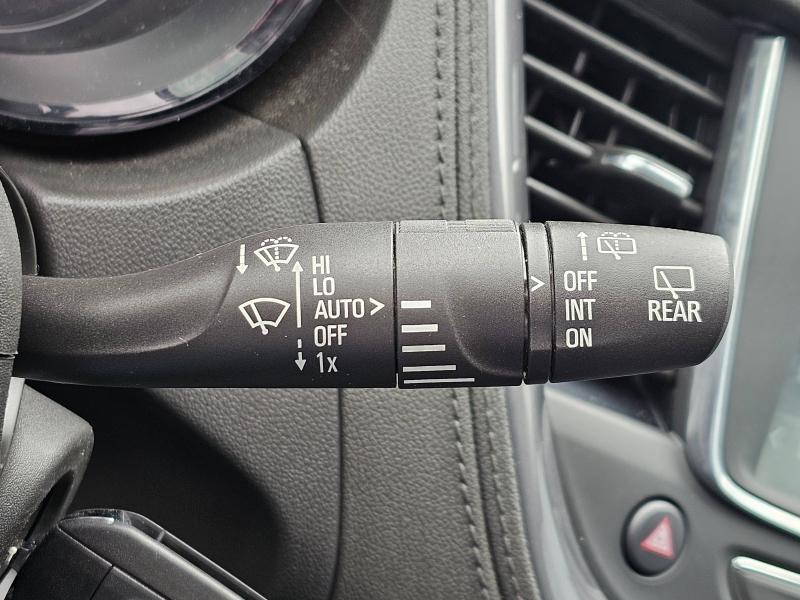 HI
LO
AUTO >
OFF
1x
>
OFF
INT
ON
REAR